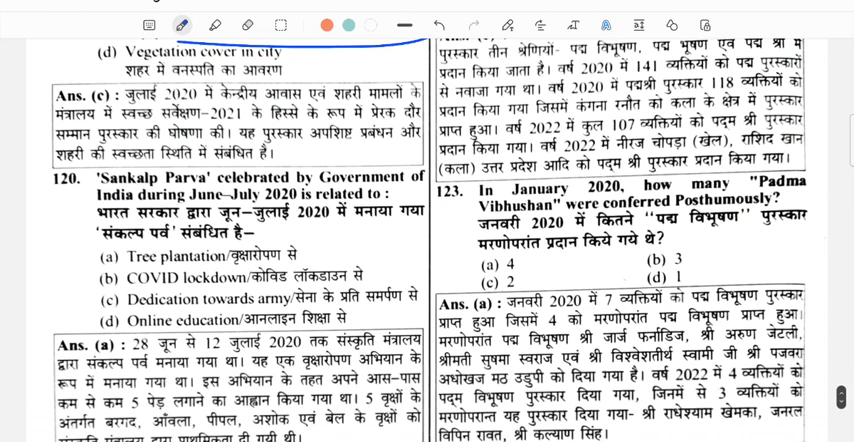 (d) Vegetation cover in city
शहर में वनस्पति का आवरण
Ans. (c) : जुलाई 2020 में केन्द्रीय आवास एवं शहरी मामलों के
मंत्रालय में स्वच्छ सर्वेक्षण–2021 के हिस्से के रूप में प्रेरक दौर
सम्मान पुरस्कार की घोषणा की। यह पुरस्कार अपशिष्ट प्रबंधन और
शहरी की स्वच्छता स्थिति में संबंधित है।
120. 'Sankalp Parva' celebrated by Government of
India during June–July 2020 is related to :
भारत सरकार द्वारा जून–जुलाई 2020 में मनाया गया
'संकल्प पर्व' संबंधित है–
(a) Tree plantation/वृक्षारोपण से
(b) COVID lockdown/कोविड लॉकडाउन से
(c) Dedication towards army/सेना के प्रति समर्पण से
(d) Online education/आनलाइन शिक्षा से
Ans. (a) : 28 जून से 12 जुलाई 2020 तक संस्कृति मंत्रालय
द्वारा संकल्प पर्व मनाया गया था। यह एक वृक्षारोपण अभियान के
रूप में मनाया गया था। इस अभियान के तहत अपने आस-पास
कम से कम 5 पेड़ लगाने का आह्वान किया गया था। 5 वृक्षों के
अंतर्गत बरगद, आँवला, पीपल, अशोक एवं बेल के वृक्षों को
संस्कृति मंत्रालय द्वारा प्राथमिकता दी गयी थी।
पुरस्कार तीन श्रेणियों- पद्म विभूषण, पद्म भूषण एवं पद्म श्री में
प्रदान किया जाता है। वर्ष 2020 में 141 व्यक्तियों को पद्म पुरस्कारों
से नवाजा गया था। वर्ष 2020 में पद्मश्री पुरस्कार 118 व्यक्तियों को
प्रदान किया गया जिसमें कंगना रनौत को कला के क्षेत्र में पुरस्कार
प्राप्त हुआ। वर्ष 2022 में कुल 107 व्यक्तियों को पद्म श्री पुरस्कार
प्रदान किया गया। वर्ष 2022 में नीरज चोपड़ा (खेल), राशिद खान
(कला) उत्तर प्रदेश आदि को पद्म श्री पुरस्कार प्रदान किया गया।
123. In January 2020, how many "Padma
Vibhushan" were conferred Posthumously?
जनवरी 2020 में कितने "पद्म विभूषण" पुरस्कार
मरणोपरांत प्रदान किये गये थे?
(a) 4 (b) 3
(c) 2 (d) 1
Ans. (a) : जनवरी 2020 में 7 व्यक्तियों को पद्म विभूषण पुरस्कार
प्राप्त हुआ जिसमें 4 को मरणोपरांत पद्म विभूषण प्राप्त हुआ।
मरणोपरांत पद्म विभूषण श्री जार्ज फर्नांडिज, श्री अरुण जेटली,
श्रीमती सुषमा स्वराज एवं श्री विश्वेशतीर्थ स्वामी जी श्री पजवरा
अधोखज मठ उडुपी को दिया गया है। वर्ष 2022 में 4 व्यक्तियों को
पद्म विभूषण पुरस्कार दिया गया, जिनमें से 3 व्यक्तियों को
मरणोपरान्त यह पुरस्कार दिया गया- श्री राधेश्याम खेमका, जनरल
विपिन रावत, श्री कल्याण सिंह।